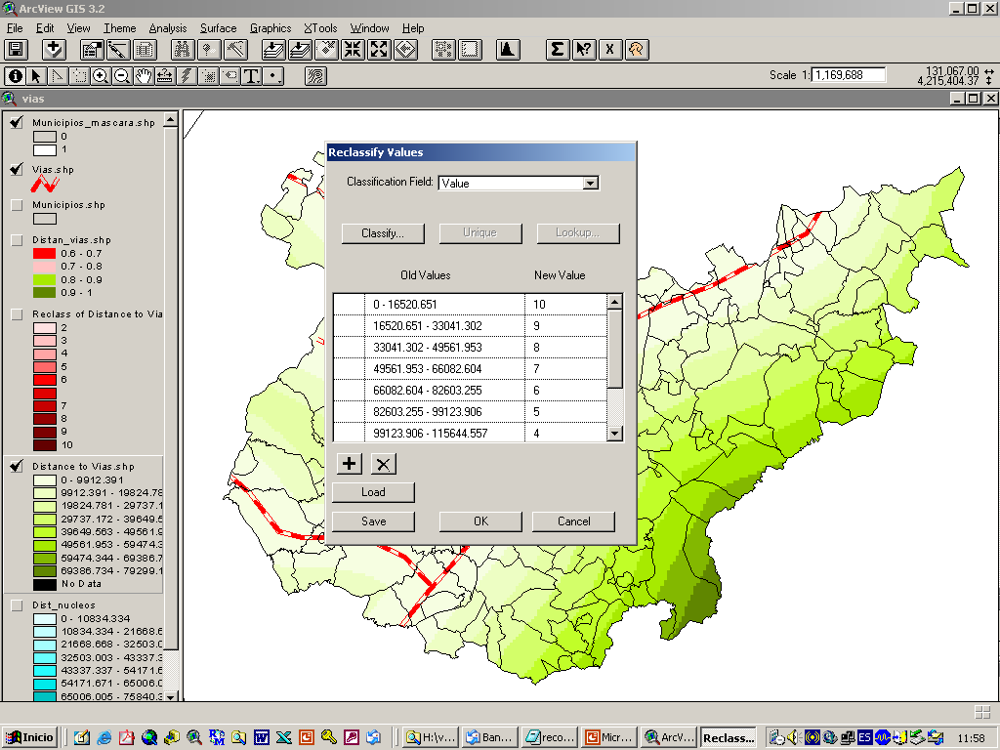 ArcView GIS 3.2
File Edit View Theme Analysis Surface Graphics XTools Window Help
Scale 1: 1,169,688
131,067.00
4,215,404.37
vias
Municipios_mascara.shp
0
1
Vias.shp
Municipios.shp
Distan_vias.shp
0.6 - 0.7
0.7 - 0.8
0.8 - 0.9
0.9 - 1
Reclass of Distance to Via
2
3
4
5
6
7
8
9
10
Distance to Vias.shp
0 - 9912.391
9912.391 - 19824.78
19824.781 - 29737.1
29737.172 - 39649.5
39649.563 - 49561.9
49561.953 - 59474.3
59474.344 - 69386.7
69386.734 - 79299.1
No Data
Dist_nucleos
0 - 10834.334
10834.334 - 21668.6
21668.668 - 32503.0
32503.003 - 43337.3
43337.337 - 54171.6
54171.671 - 65006.0
65006.005 - 75840.3
Reclassify Values
Classification Field: Value
Classify... Unique Lookup...
Old Values New Value
0 - 16520.651 10
16520.651 - 33041.302 9
33041.302 - 49561.953 8
49561.953 - 66082.604 7
66082.604 - 82603.255 6
82603.255 - 99123.906 5
99123.906 - 115644.557 4
Load
Save OK Cancel
Inicio H:\v... Ban... reco... Micr... ArcV... Reclass... ES 11:58